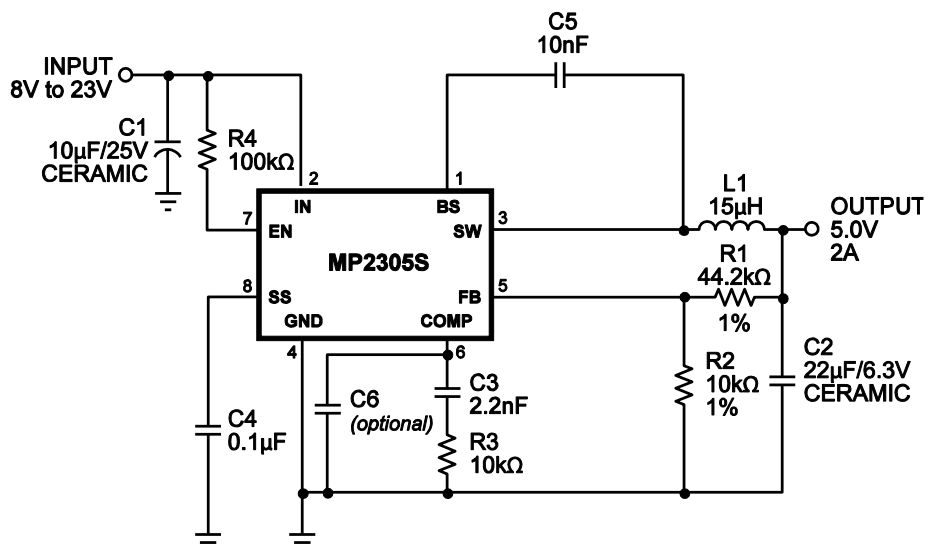 C5
10nF
INPUT
8V to 23V
C1
10µF/25V
CERAMIC
R4
100kΩ
2
1
IN
BS
L1
15µH
OUTPUT
5.0V
2A
7
EN
SW
3
MP2305S
R1
44.2kΩ
1%
8
SS
FB
5
GND
COMP
4
6
R2
10kΩ
1%
C2
22µF/6.3V
CERAMIC
C4
0.1µF
C6
(optional)
C3
2.2nF
R3
10kΩ